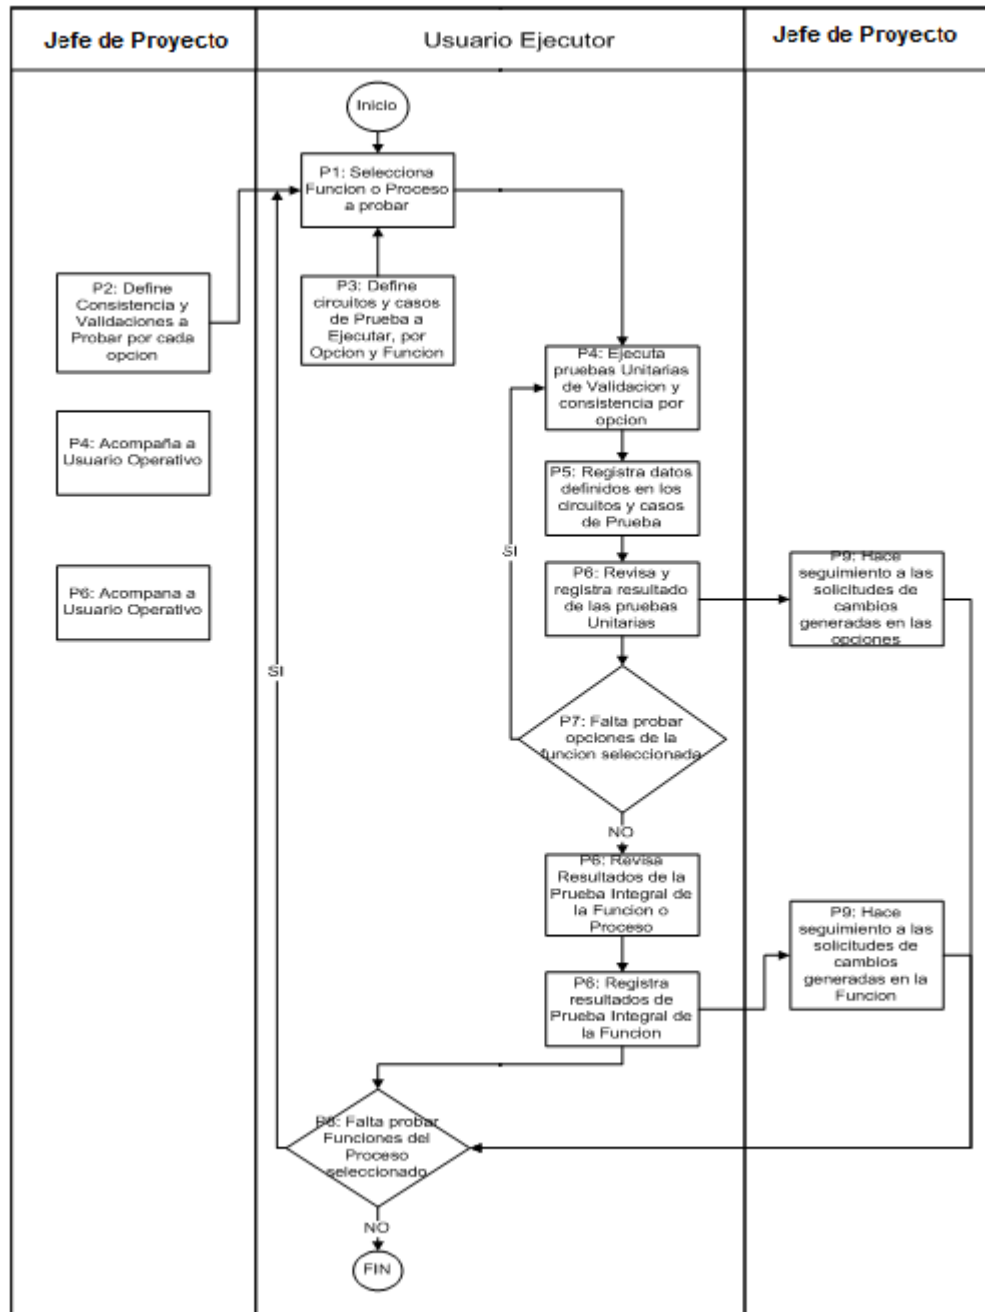 Jefe de Proyecto
Usuario Ejecutor
Jefe de Proyecto
Inicio
P1: Selecciona
Funcion o Proceso
a probar
P2: Define
Consistencia y
Validaciones a
Probar por cada
opcion
P3: Define
circuitos y casos
de Prueba a
Ejecutar, por
Opcion y Funcion
P4: Ejecuta
pruebas Unitarias
de Validacion y
consistencia por
opcion
P4: Acompaña a
Usuario Operativo
P5: Registra datos
definidos en los
circuitos y casos
de Prueba
SI
P6: Acompana a
Usuario Operativo
P6: Revisa y
registra resultado
de las pruebas
Unitarias
P9: Hace
seguimiento a las
solicitudes de
cambios
generadas en las
opciones
SI
P7: Falta probar
opciones de la
funcion seleccionada
NO
P6: Revisa
Resultados de la
Prueba Integral de
la Funcion o
Proceso
P9: Hace
seguimiento a las
solicitudes de
cambios
generadas en la
Funcion
P6: Registra
resultados de
Prueba Integral de
la Funcion
P8: Falta probar
Funciones del
Proceso
seleccionado
NO
FIN